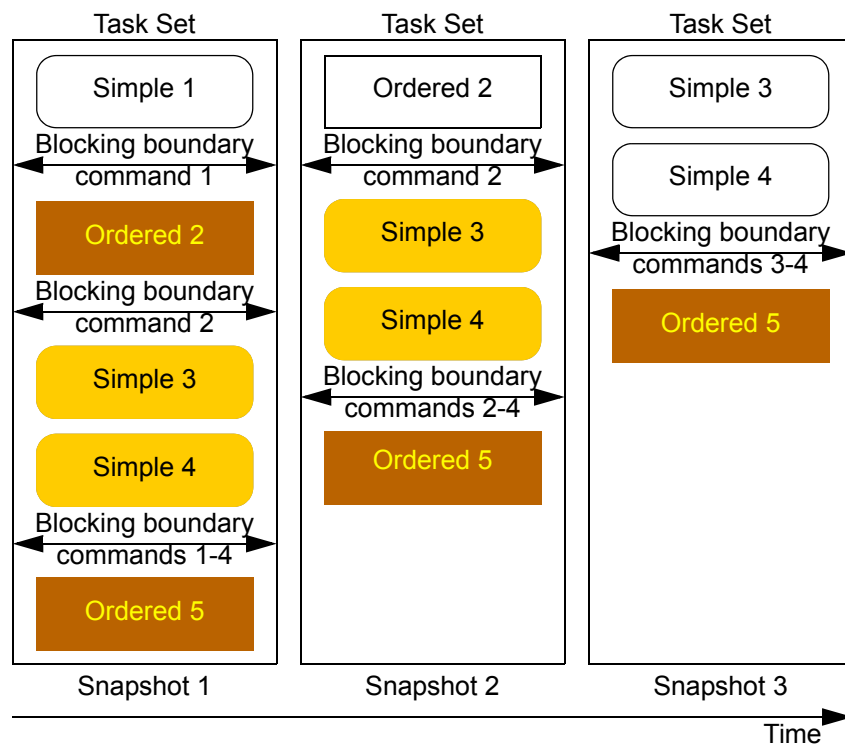 Task Set
Simple 1
Blocking boundary
command 1
Ordered 2
Blocking boundary
command 2
Simple 3
Simple 4
Blocking boundary
commands 1-4
Ordered 5
Snapshot 1
Task Set
Ordered 2
Blocking boundary
command 2
Simple 3
Simple 4
Blocking boundary
commands 2-4
Ordered 5
Snapshot 2
Task Set
Simple 3
Simple 4
Blocking boundary
commands 3-4
Ordered 5
Snapshot 3
Time